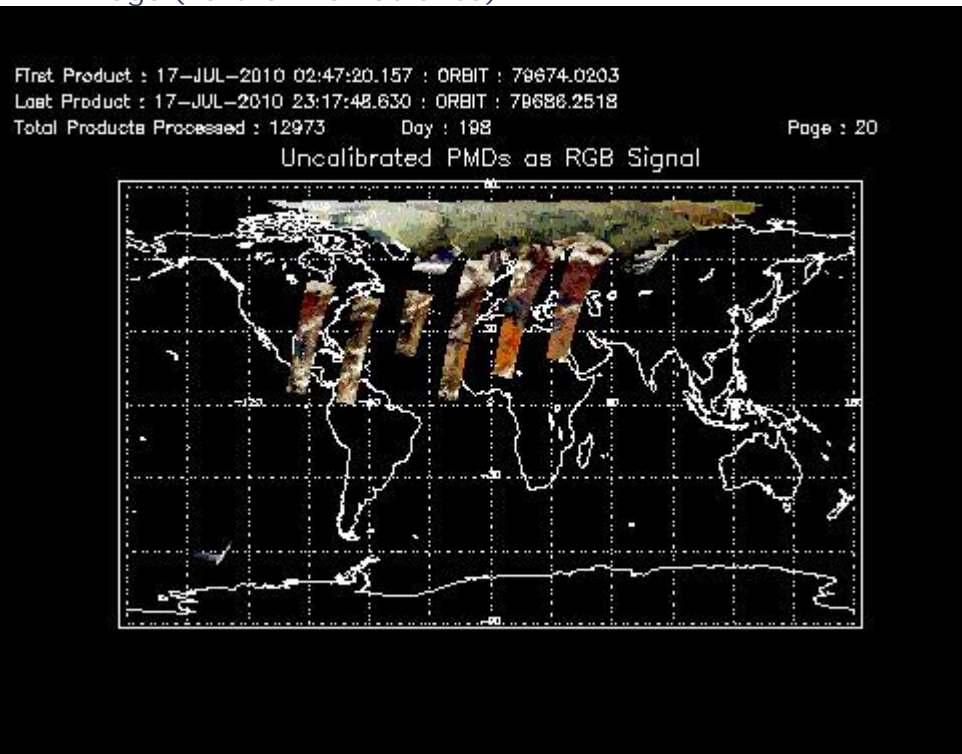 First Product : 17-JUL-2010 02:47:20.157 : ORBIT : 79674.0203
Last Product : 17-JUL-2010 23:17:48.630 : ORBIT : 79686.2518
Total Products Processed : 12973 Day : 198 Page : 20
Uncalibrated PMDs as RGB Signal
-120
-30
-90